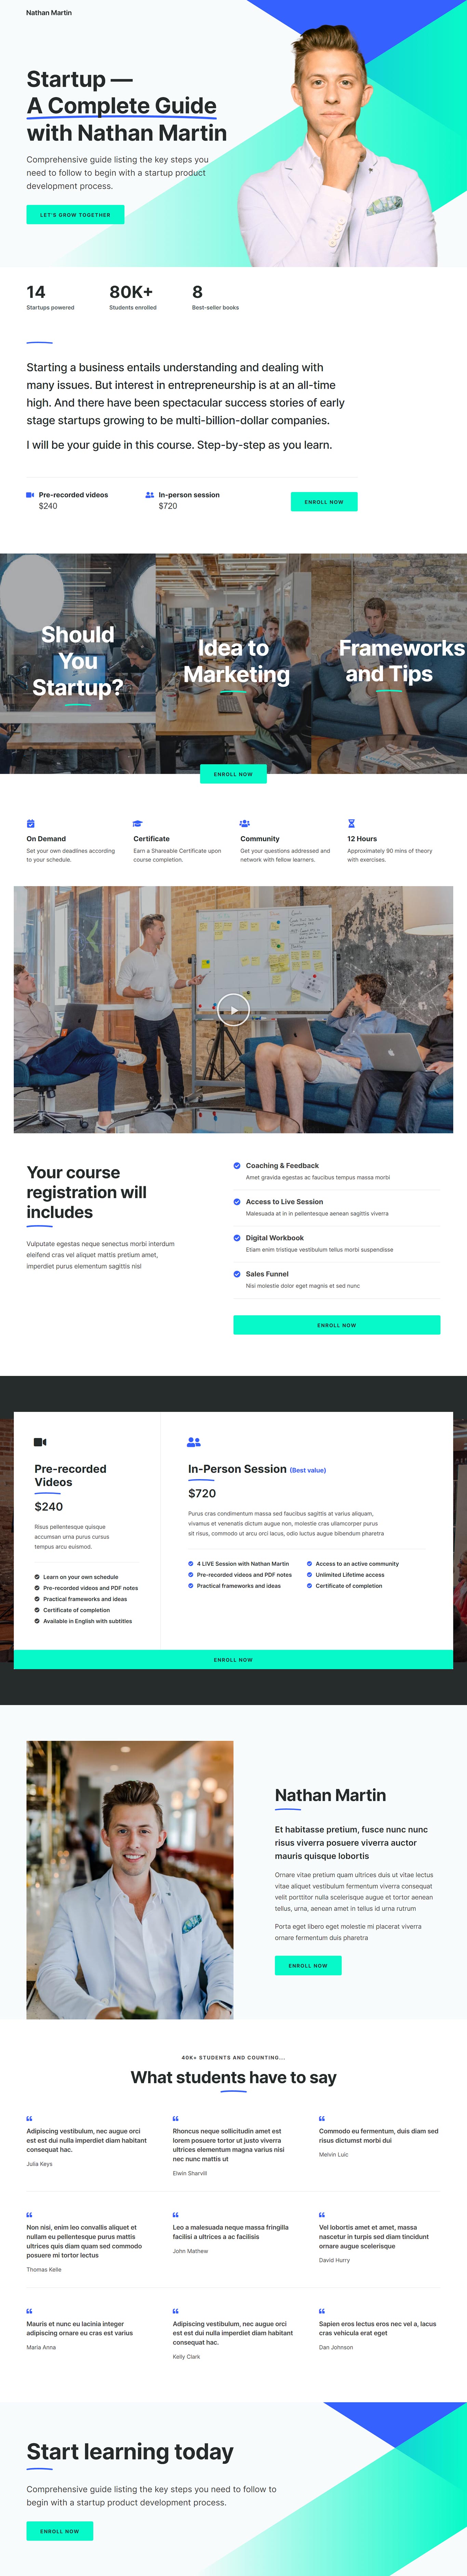 Nathan Martin
Startup —
A Complete Guide
with Nathan Martin
Comprehensive guide listing the key steps you
need to follow to begin with a startup product
development process.
LET'S GROW TOGETHER
14
Startups powered
80K+
Students enrolled
8
Best-seller books
Starting a business entails understanding and dealing with
many issues. But interest in entrepreneurship is at an all-time
high. And there have been spectacular success stories of early
stage startups growing to be multi-billion-dollar companies.
I will be your guide in this course. Step-by-step as you learn.
Pre-recorded videos
$240
In-person session
$720
ENROLL NOW
Should
You
Startup?
Idea to
Marketing
Frameworks
and Tips
ENROLL NOW
On Demand
Set your own deadlines according
to your schedule.
Certificate
Earn a Shareable Certificate upon
course completion.
Community
Get your questions addressed and
network with fellow learners.
12 Hours
Approximately 90 mins of theory
with exercises.
Your course
registration will
includes
Vulputate egestas neque senectus morbi interdum
eleifend cras vel aliquet mattis pretium amet,
imperdiet purus elementum sagittis nisl
Coaching & Feedback
Amet gravida egestas ac faucibus tempus massa morbi
Access to Live Session
Malesuada at in in pellentesque aenean sagittis viverra
Digital Workbook
Etiam enim tristique vestibulum tellus morbi suspendisse
Sales Funnel
Nisl molestie dolor eget magnis et sed nunc
ENROLL NOW
Pre-recorded
Videos
$240
Risus pellentesque quisque
accumsan urna purus cursus
tempus arcu euismod.
Learn on your own schedule
Pre-recorded videos and PDF notes
Practical frameworks and ideas
Certificate of completion
Available in English with subtitles
In-Person Session (Best value)
$720
Purus cras condimentum massa sed faucibus sagittis at varius aliquam,
vivamus et venenatis dictum augue non, molestie cras ullamcorper purus
sit risus, commodo ut arcu orci lacus, odio luctus augue bibendum pharetra
4 LIVE Session with Nathan Martin
Pre-recorded videos and PDF notes
Practical frameworks and ideas
Access to an active community
Unlimited Lifetime access
Certificate of completion
ENROLL NOW
Nathan Martin
Et habitasse pretium, fusce nunc nunc
risus viverra posuere viverra auctor
mauris quisque lobortis
Ornare vitae pretium quam ultrices duis ut vitae lectus
vitae aliquet vestibulum fermentum viverra consequat
velit porttitor nulla scelerisque augue et tortor aenean
tellus, urna, aenean amet in tellus id urna rutrum
Porta eget libero eget molestie mi placerat viverra
ornare fermentum duis pharetra
ENROLL NOW
40K+ STUDENTS AND COUNTING...
What students have to say
Adipiscing vestibulum, nec augue orci
est est dui nulla imperdiet diam habitant
consequat hac.
Julia Keys
Rhoncus neque sollicitudin amet est
lorem posuere tortor ut justo viverra
ultrices elementum magna varius nisi
nec nunc mattis ut
Elwin Sharvill
Commodo eu fermentum, duis diam sed
risus dictumst morbi dui
Melvin Luic
Non nisi, enim leo convallis aliquet et
nullam eu pellentesque purus mattis
ultrices quis diam quam sed commodo
posuere mi tortor lectus
Thomas Kelle
Leo a malesuada neque massa fringilla
facilisi a ultrices a ac facilisis
John Mathew
Vel lobortis amet et amet, massa
nascetur in turpis sed diam tincidunt
ornare augue scelerisque
David Hurry
Mauris et nunc eu lacinia integer
adipiscing ornare eu cras est varius
Maria Anna
Adipiscing vestibulum, nec augue orci
est est dui nulla imperdiet diam habitant
consequat hac.
Kelly Clark
Sapien eros lectus eros nec vel a, lacus
cras vehicula erat eget
Dan Johnson
Start learning today
Comprehensive guide listing the key steps you need to follow to
begin with a startup product development process.
ENROLL NOW